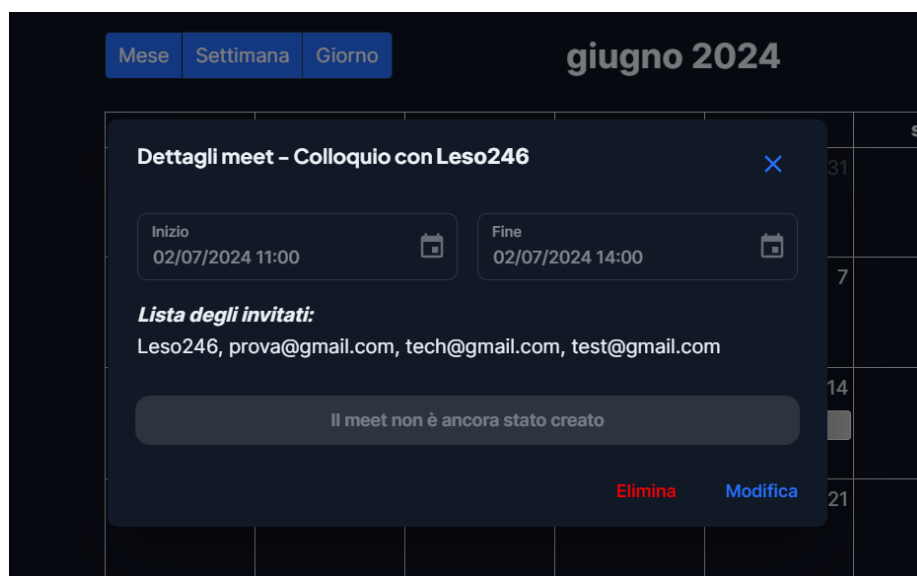 Mese Settimana Giorno giugno 2024
s
Dettagli meet – Colloquio con Leso246
31
Inizio
02/07/2024 11:00
Fine
02/07/2024 14:00
7
Lista degli invitati:
Leso246, prova@gmail.com, tech@gmail.com, test@gmail.com
14
Il meet non è ancora stato creato
Elimina Modifica
21